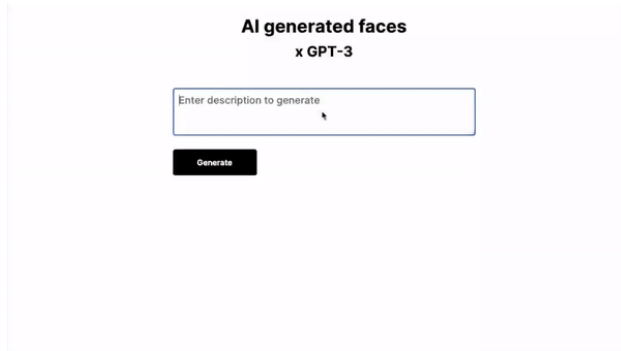 AI generated faces
x GPT-3
Enter description to generate
Generate